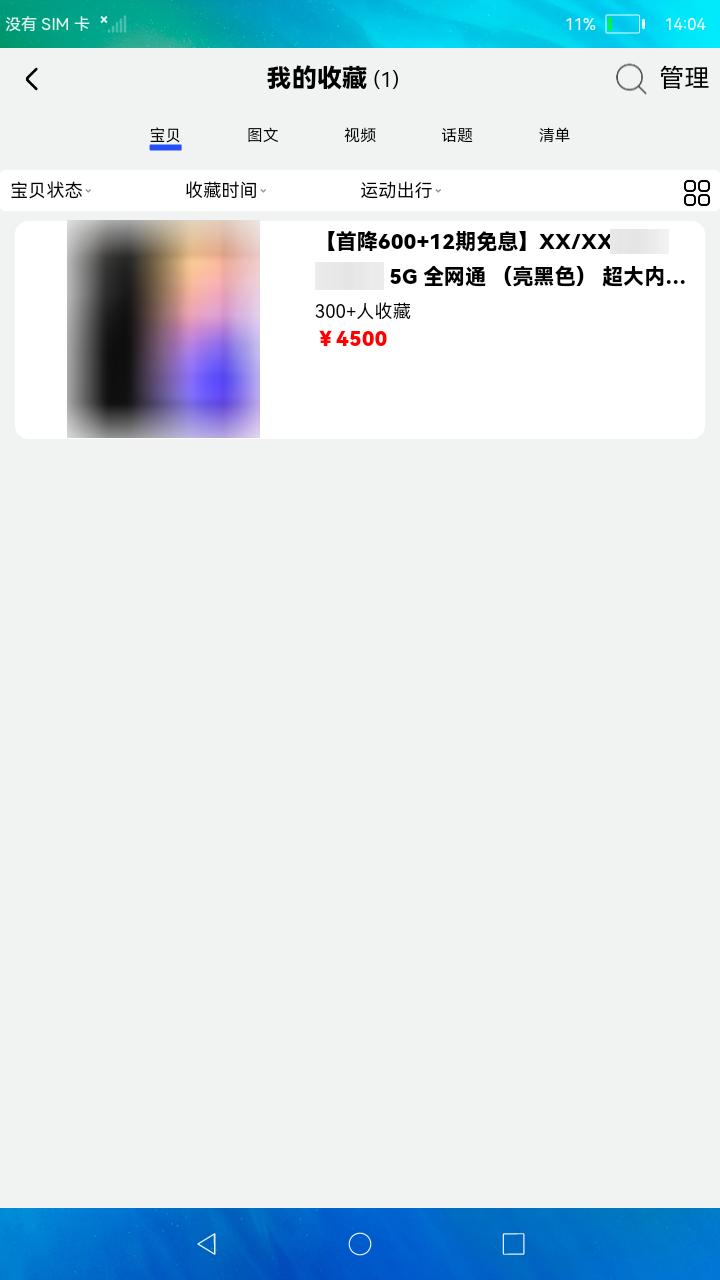 没有 SIM 卡
11%
14:04
我的收藏 (1)
管理
宝贝
图文
视频
话题
清单
宝贝状态
收藏时间
运动出行
【首降600+12期免息】XX/XX
5G 全网通 （亮黑色） 超大内...
300+人收藏
¥ 4500